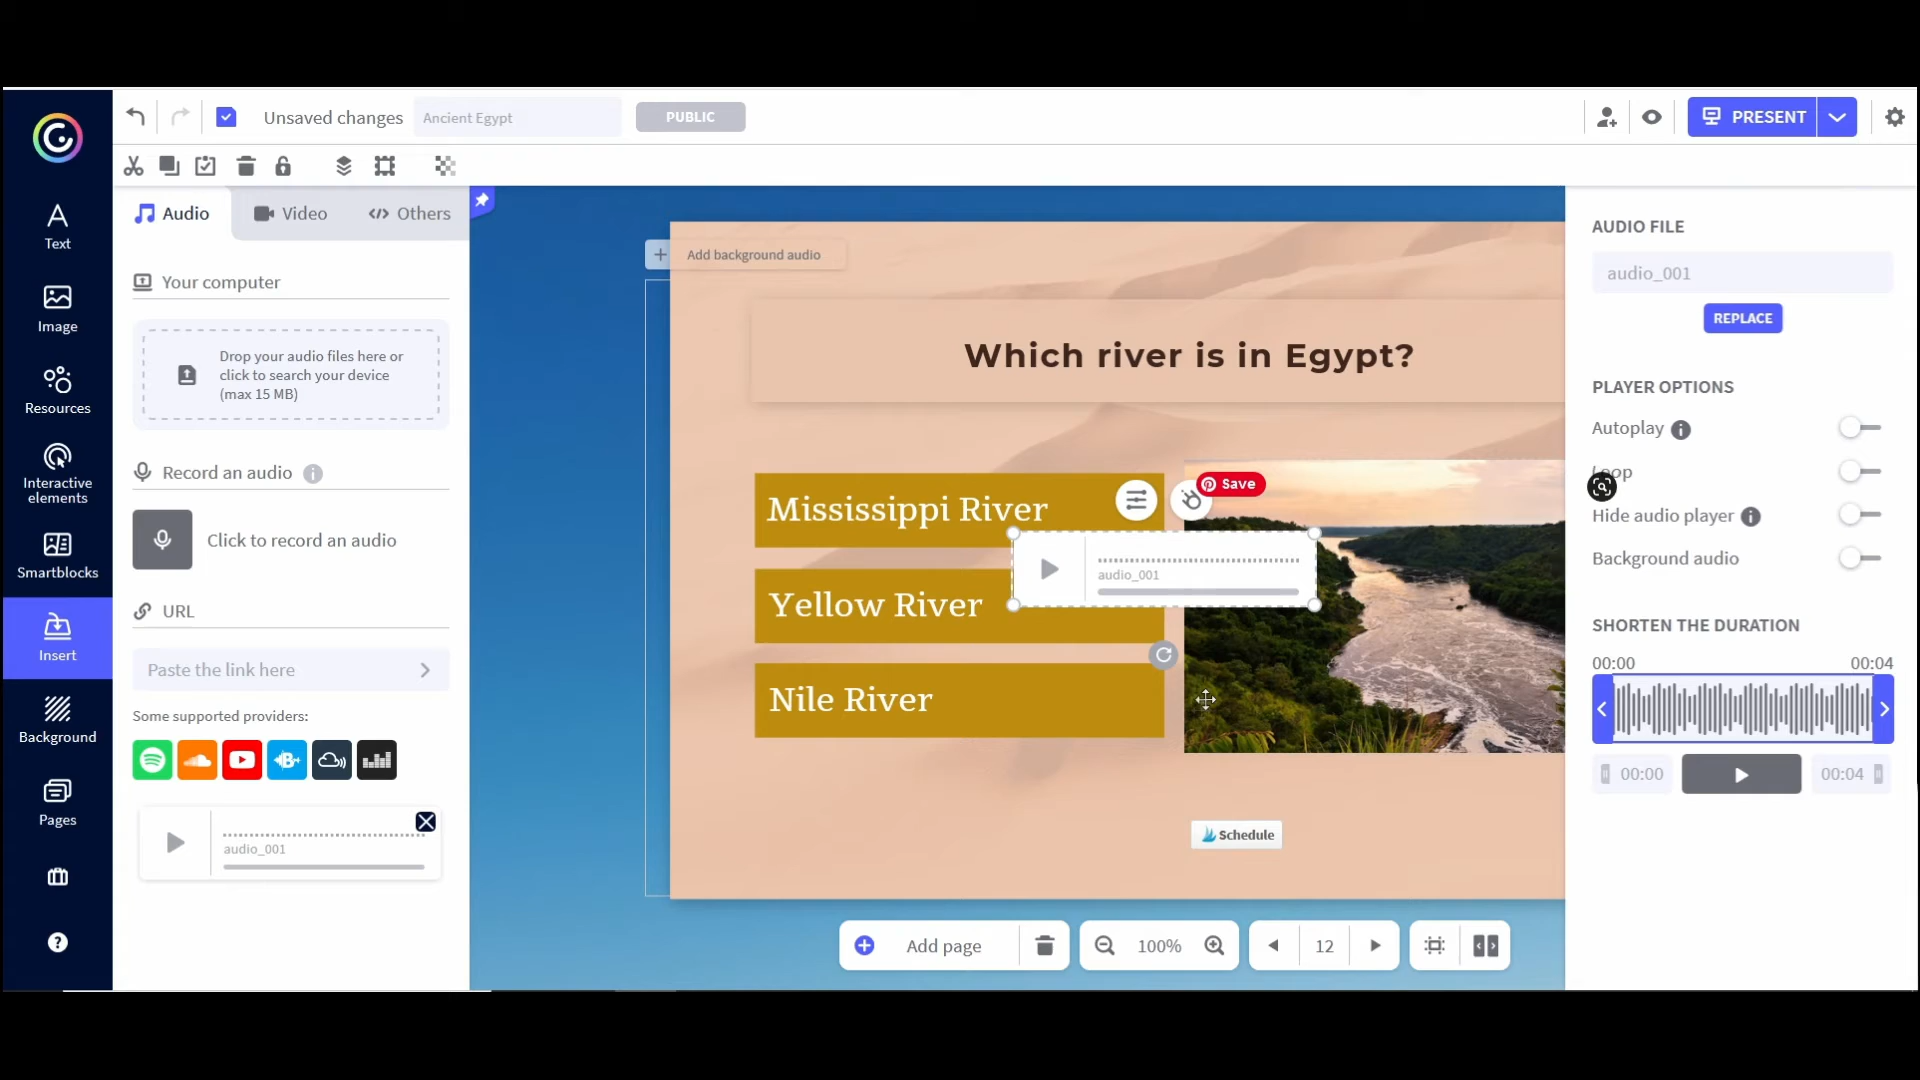 Unsaved changes
Ancient Egypt
PUBLIC
PRESENT
Text
Image
Resources
Interactive
elements
Smartblocks
Insert
Background
Pages
?
Audio
Video
Others
Your computer
Drop your audio files here or
click to search your device
(max 15 MB)
Record an audio
Click to record an audio
URL
Paste the link here
Some supported providers:
audio_001
Add background audio
Which river is in Egypt?
Mississippi River
Yellow River
Nile River
Save
audio_001
Schedule
Add page
100%
12
AUDIO FILE
audio_001
REPLACE
PLAYER OPTIONS
Autoplay
Loop
Hide audio player
Background audio
SHORTEN THE DURATION
00:00
00:04
00:00
00:04